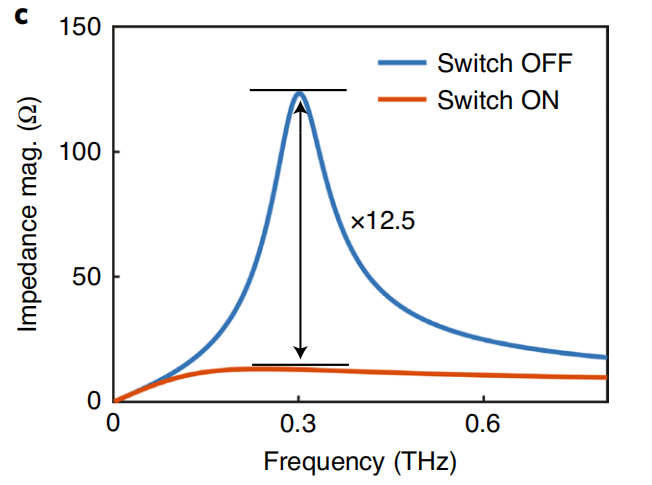 c
150
100
50
0
Impedance mag. (Ω)
Switch OFF
Switch ON
×12.5
0
0.3
0.6
Frequency (THz)